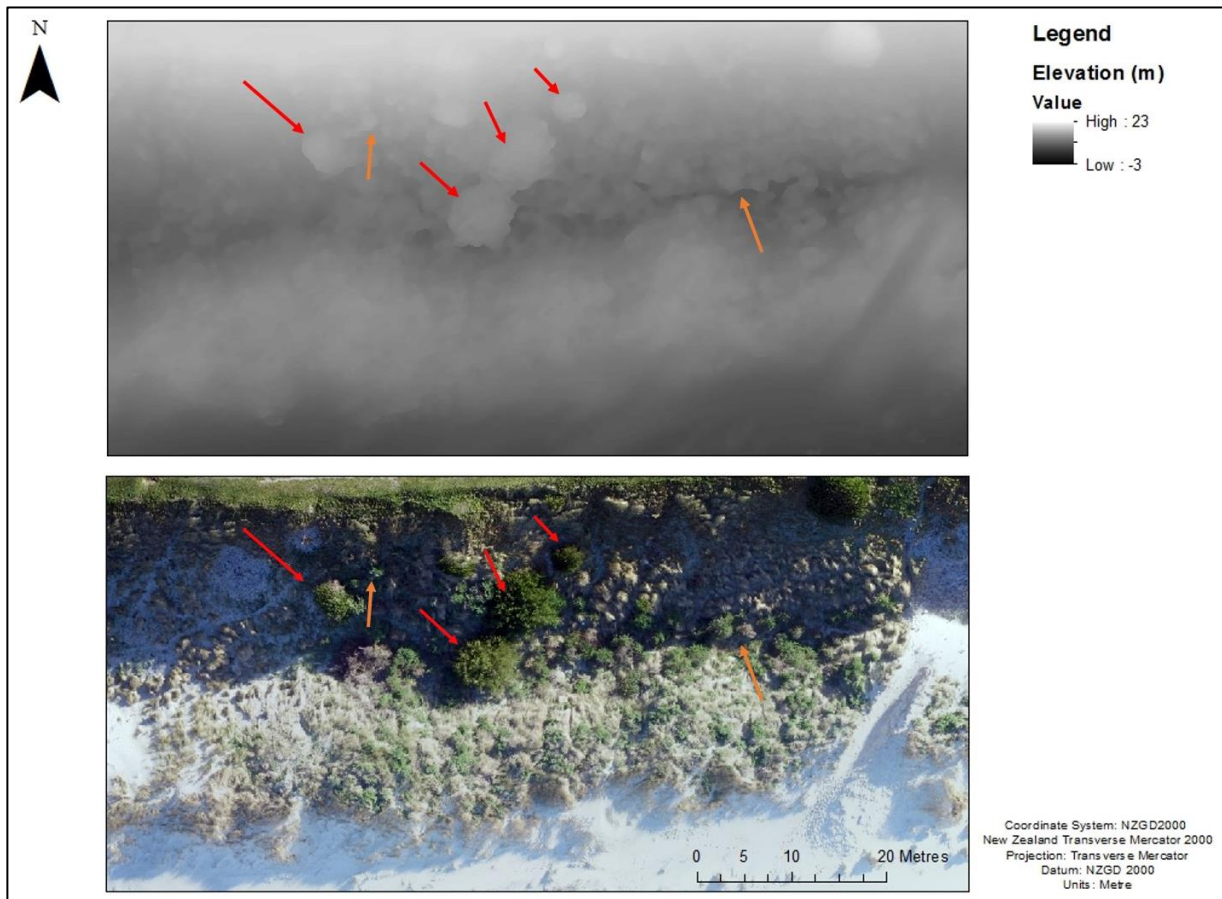 N
Legend
Elevation (m)
Value
High : 23
Low : -3
0 5 10 20 Metres
Coordinate System: NZGD2000
New Zealand Transverse Mercator 2000
Projection: Transverse Mercator
Datum: NZGD 2000
Units: Metre